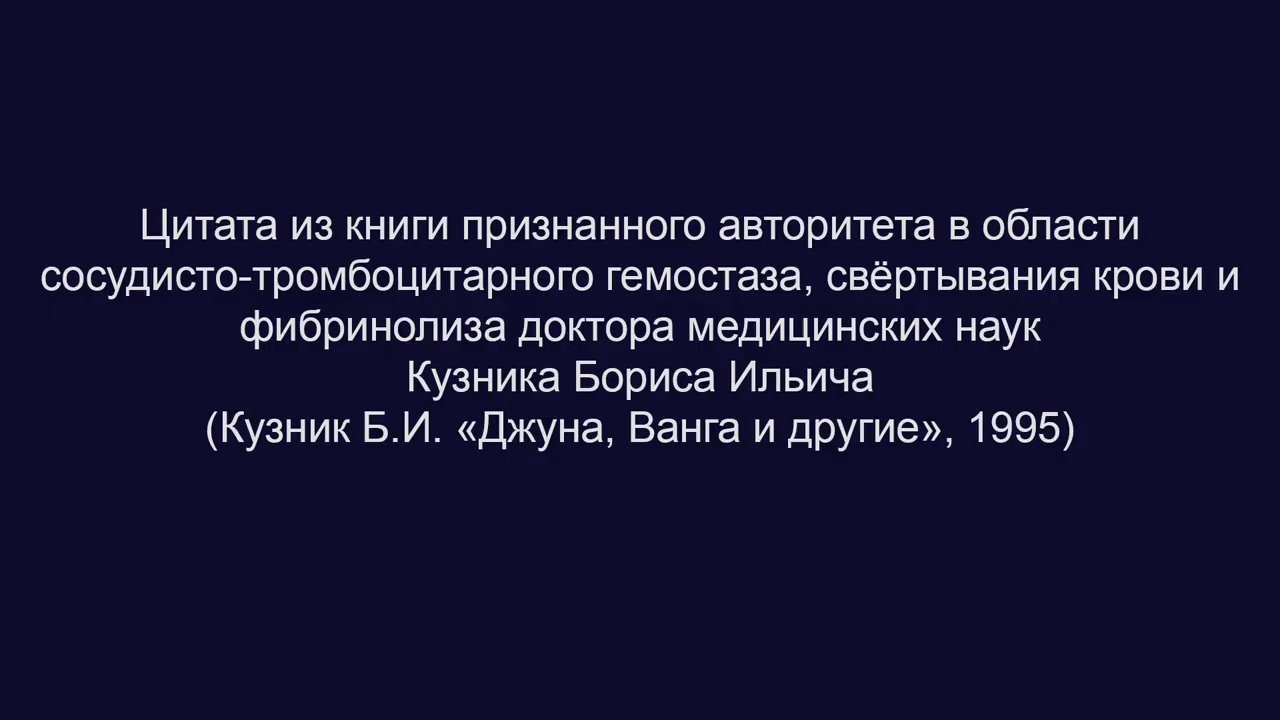 Цитата из книги признанного авторитета в области
сосудисто-тромбоцитарного гемостаза, свёртывания крови и
фибринолиза доктора медицинских наук
Кузника Бориса Ильича
(Кузник Б.И. «Джуна, Ванга и другие», 1995)